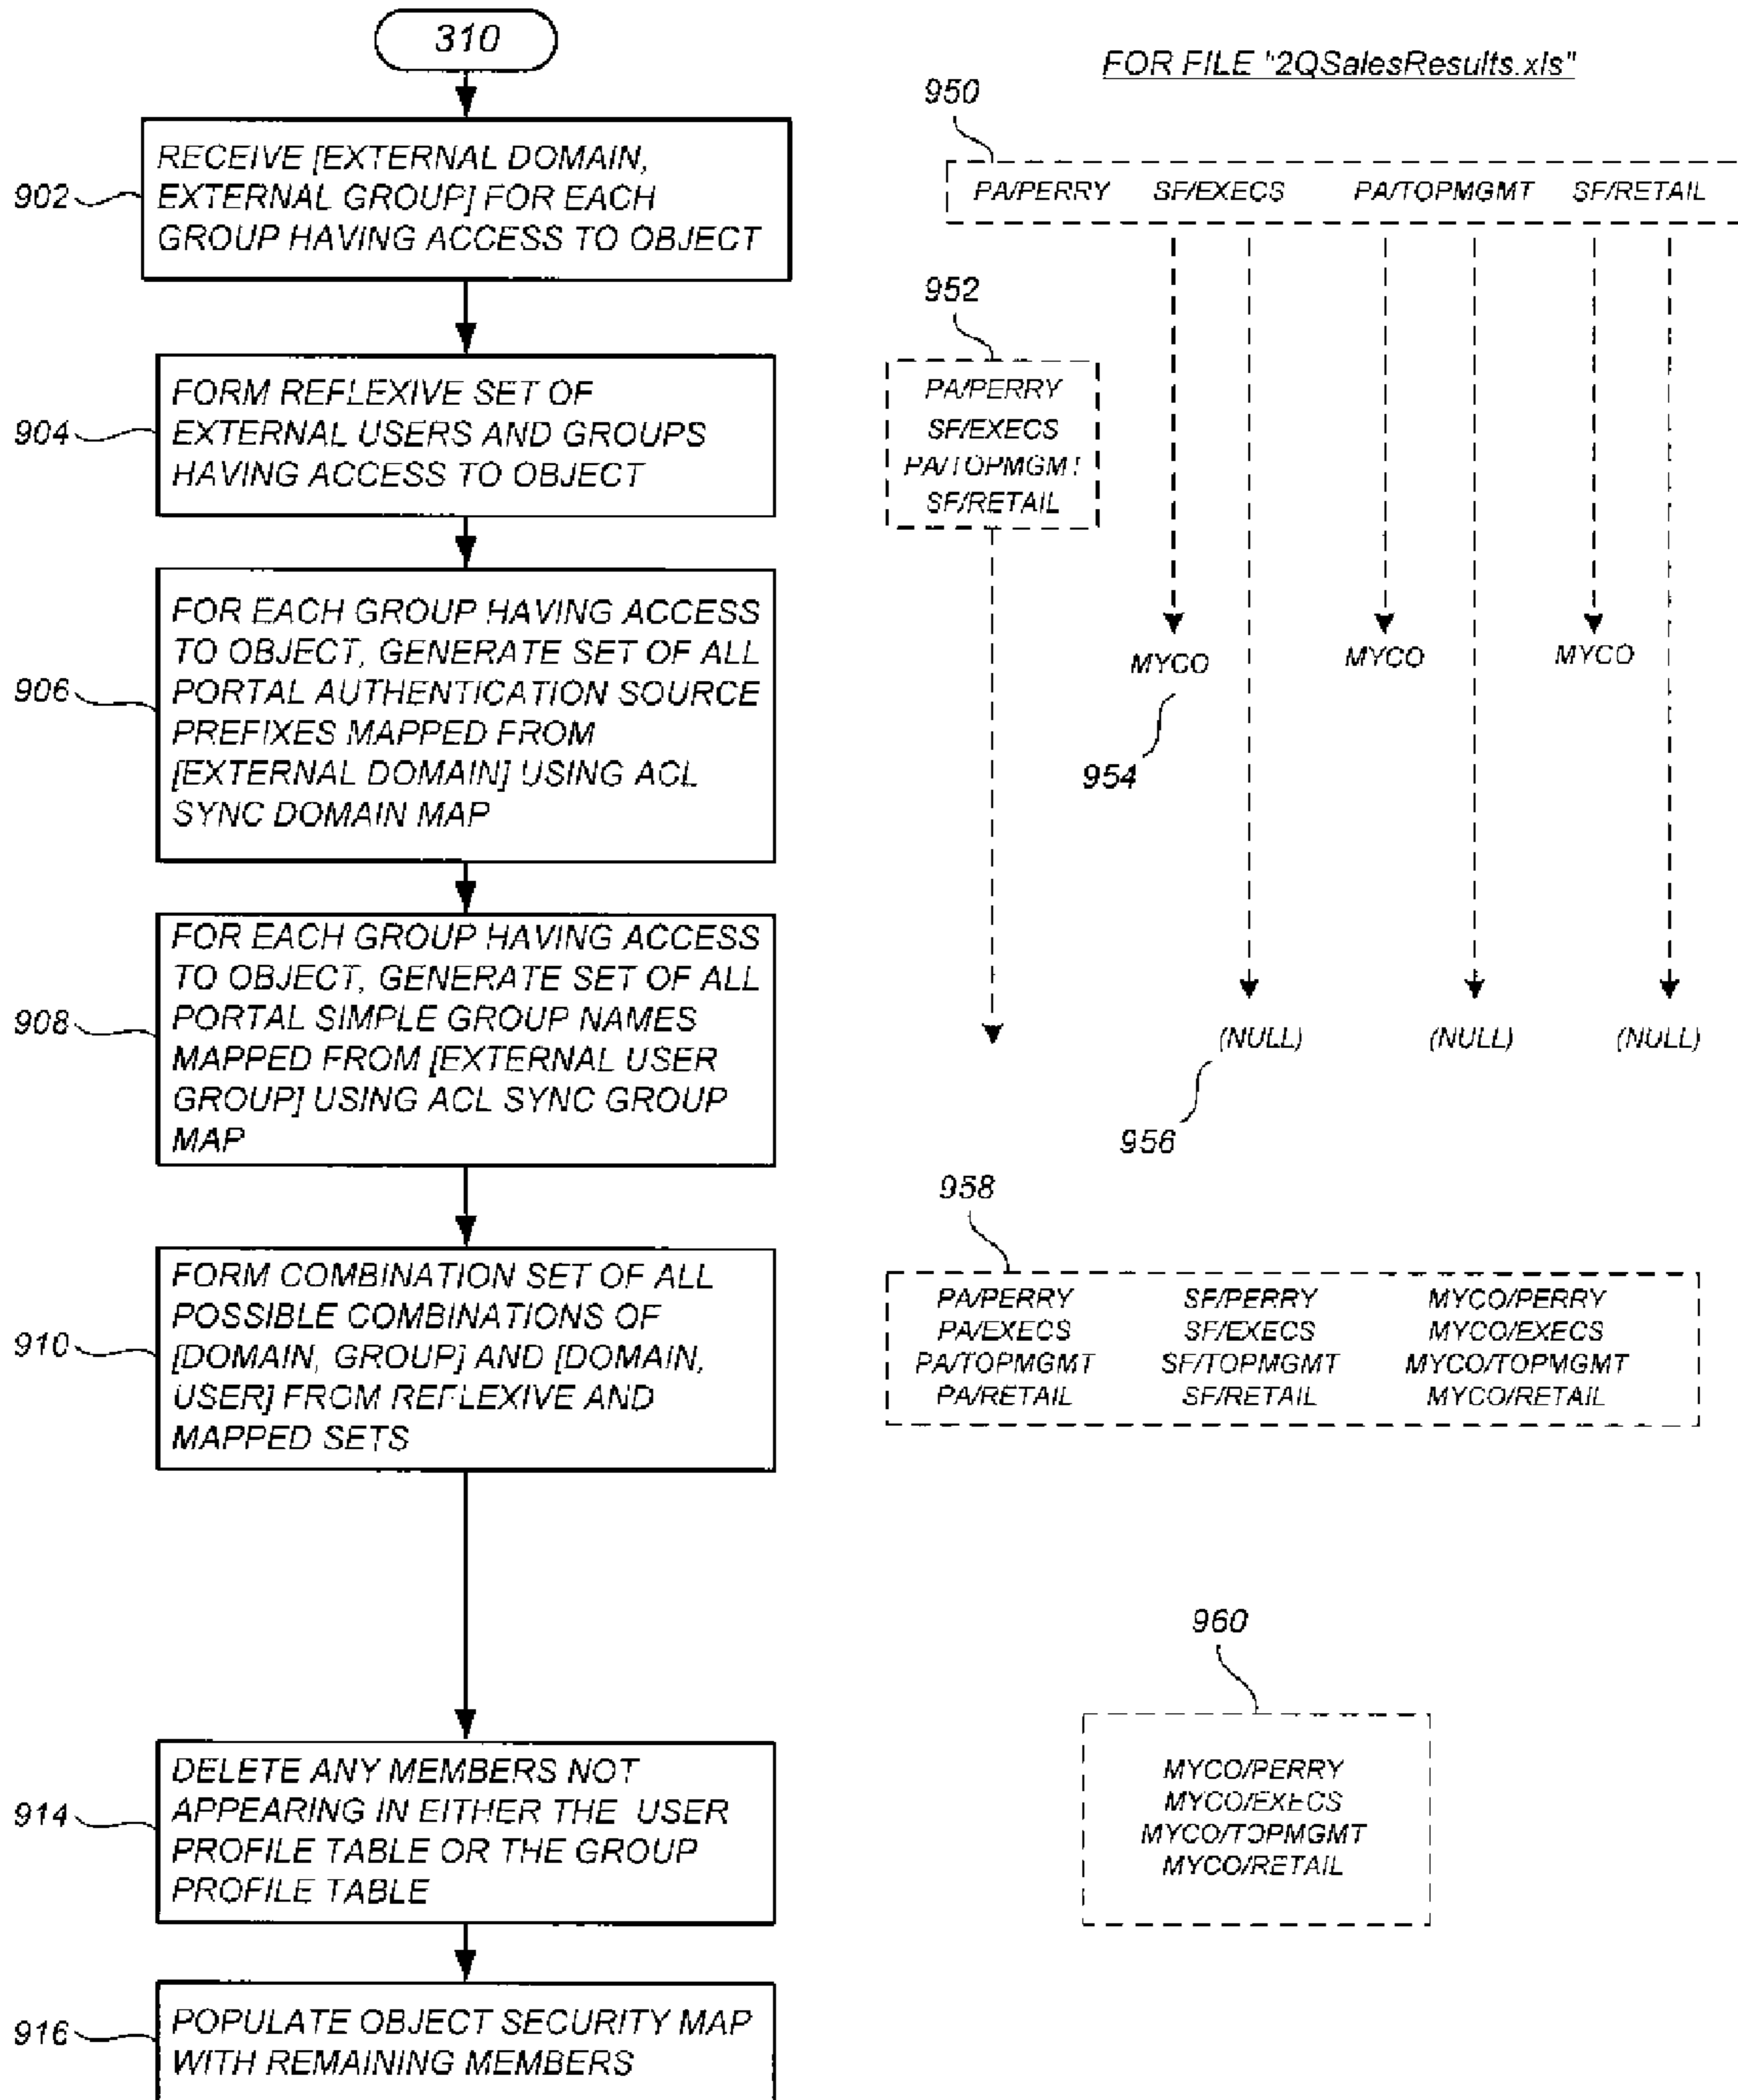 310
902
RECEIVE [EXTERNAL DOMAIN,
EXTERNAL GROUP] FOR EACH
GROUP HAVING ACCESS TO OBJECT
904
FORM REFLEXIVE SET OF
EXTERNAL USERS AND GROUPS
HAVING ACCESS TO OBJECT
906
FOR EACH GROUP HAVING ACCESS
TO OBJECT, GENERATE SET OF ALL
PORTAL AUTHENTICATION SOURCE
PREFIXES MAPPED FROM
[EXTERNAL DOMAIN] USING ACL
SYNC DOMAIN MAP
908
FOR EACH GROUP HAVING ACCESS
TO OBJECT, GENERATE SET OF ALL
PORTAL SIMPLE GROUP NAMES
MAPPED FROM [EXTERNAL USER
GROUP] USING ACL SYNC GROUP
MAP
910
FORM COMBINATION SET OF ALL
POSSIBLE COMBINATIONS OF
[DOMAIN, GROUP] AND [DOMAIN,
USER] FROM REFLEXIVE AND
MAPPED SETS
914
DELETE ANY MEMBERS NOT
APPEARING IN EITHER THE USER
PROFILE TABLE OR THE GROUP
PROFILE TABLE
916
POPULATE OBJECT SECURITY MAP
WITH REMAINING MEMBERS
FOR FILE "2QSalesResults.xls"
950
PA/PERRY SF/EXECS PA/TOPMGMT SF/RETAIL
952
PA/PERRY
SF/EXECS
PA/TOPMGMT
SF/RETAIL
MYCO MYCO MYCO
954
(NULL) (NULL) (NULL)
956
958
PA/PERRY SF/PERRY MYCO/PERRY
PA/EXECS SF/EXECS MYCO/EXECS
PA/TOPMGMT SF/TOPMGMT MYCO/TOPMGMT
PA/RETAIL SF/RETAIL MYCO/RETAIL
960
MYCO/PERRY
MYCO/EXECS
MYCO/TOPMGMT
MYCO/RETAIL